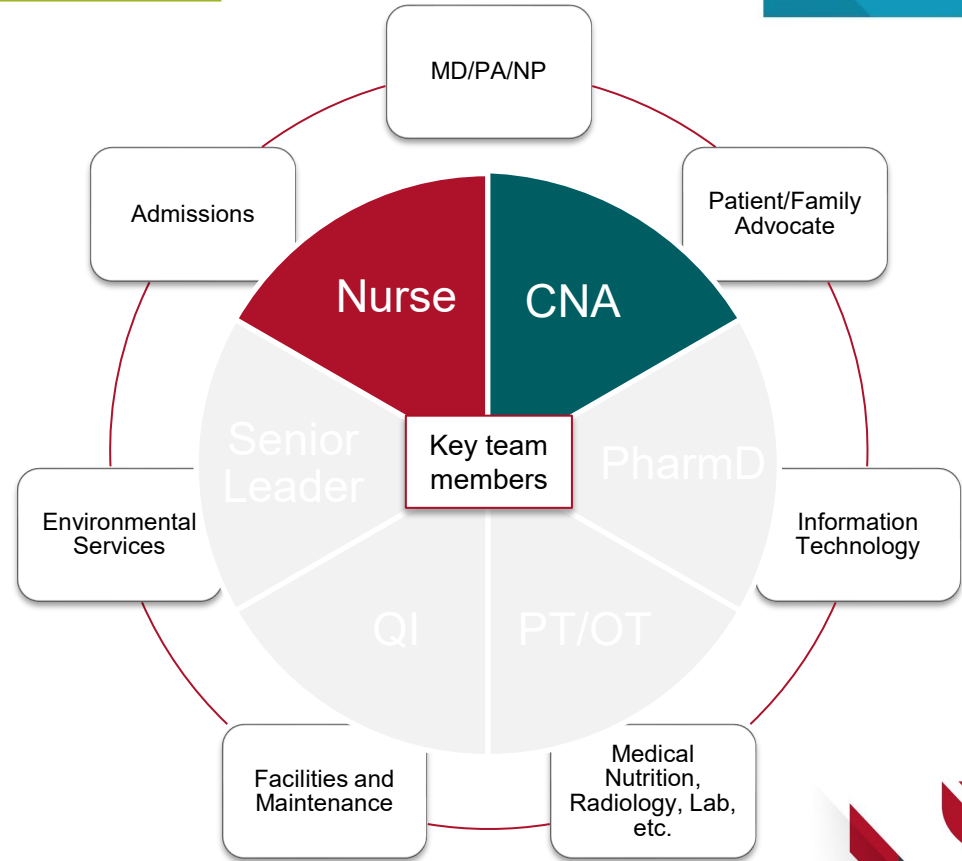 MD/PA/NP
Admissions
Patient/Family
Advocate
Nurse
CNA
Senior
Leader
Key team
members
PharmD
Environmental
Services
Information
Technology
QI
PT/OT
Facilities and
Maintenance
Medical
Nutrition,
Radiology, Lab,
etc.